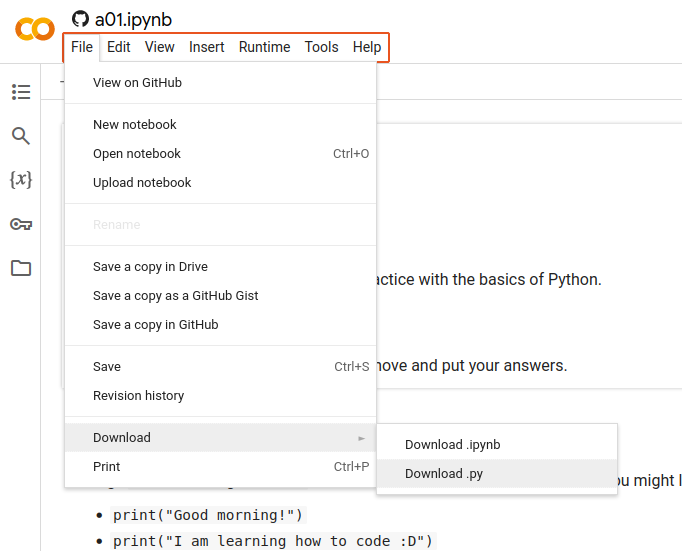 a01.ipynb
File Edit View Insert Runtime Tools Help
View on GitHub
New notebook
Open notebook Ctrl+O
Upload notebook
{x}
Rename
Save a copy in Drive
actice with the basics of Python.
Save a copy as a GitHub Gist
Save a copy in GitHub
Save Ctrl+S
nove and put your answers.
Revision history
Download ►
Download .ipynb
Print Ctrl+P
Download .py
ou might l
• print("Good morning!")
• print("I am learning how to code :D")